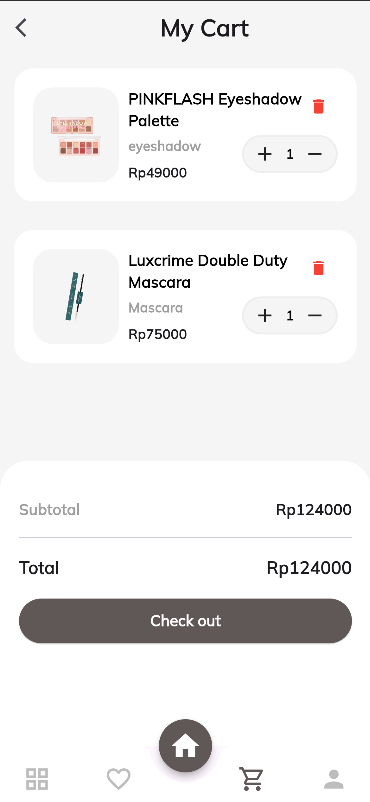 My Cart
PINKFLASH Eyeshadow
Palette
eyeshadow
Rp49000
+ 1 −
Luxcrime Double Duty
Mascara
Mascara
Rp75000
+ 1 −
Subtotal Rp124000
Total Rp124000
Check out